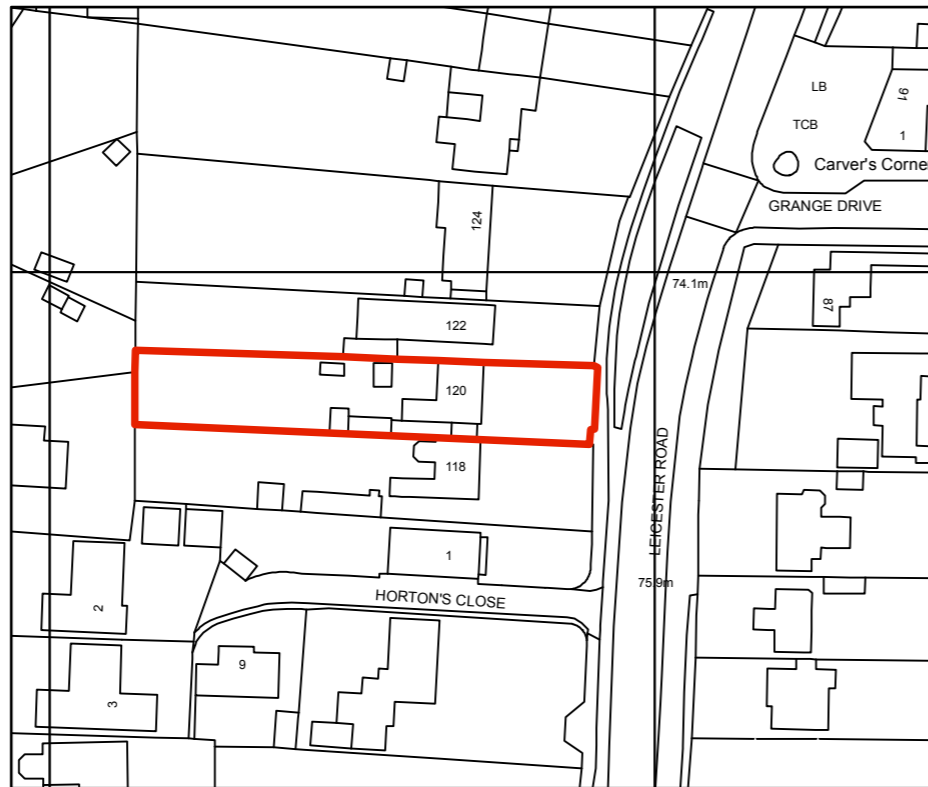 LB
91
TCB
1
Carver's Corne
GRANGE DRIVE
124
74.1m
87
122
120
118
LEICESTER ROAD
1
75.9m
HORTON'S CLOSE
2
9
3